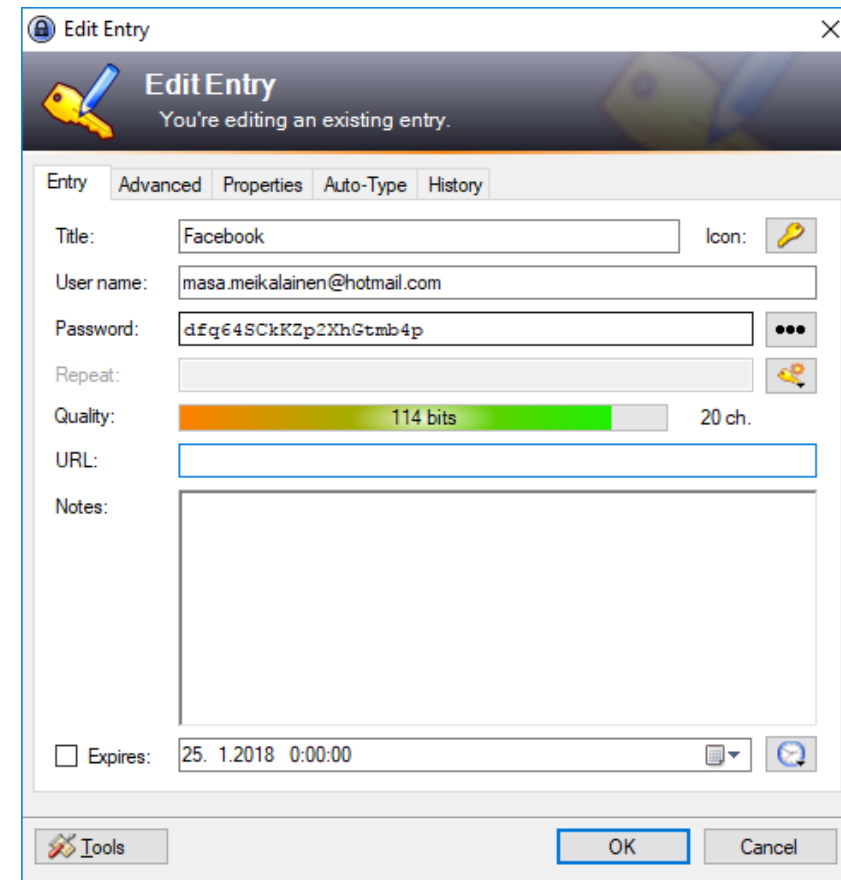 Edit Entry
Edit Entry
You're editing an existing entry.
Entry Advanced Properties Auto-Type History
Title: Facebook Icon:
User name: masa.meikalainen@hotmail.com
Password: dfq64SCkKZp2XhGtmb4p
Repeat:
Quality: 114 bits 20 ch.
URL:
Notes:
Expires: 25. 1.2018 0:00:00
Tools OK Cancel